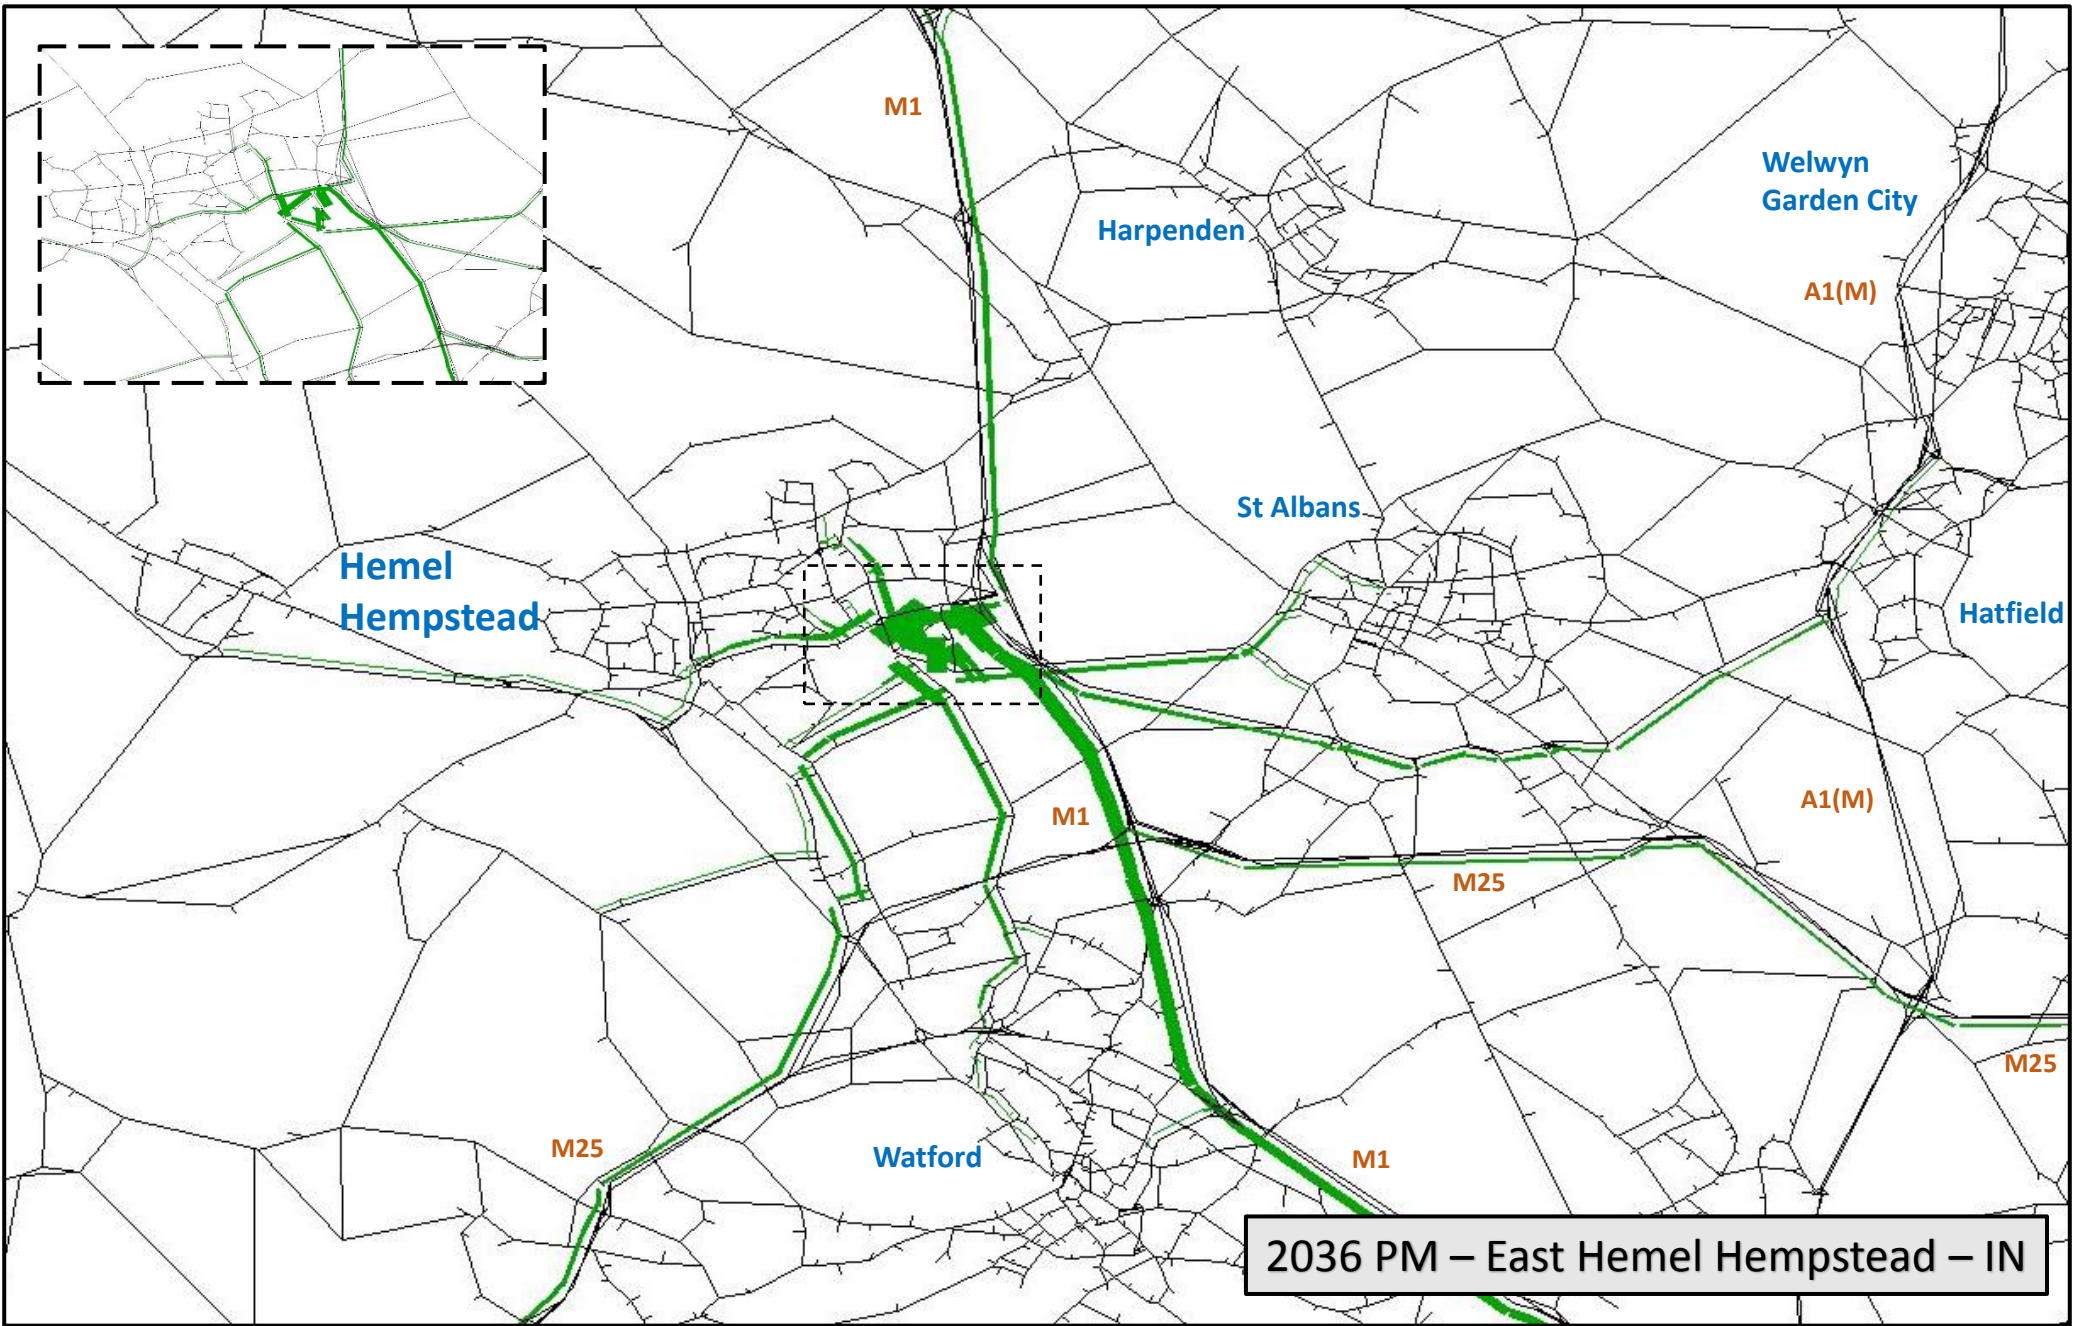 M1
Welwyn
Garden City
Harpenden
A1(M)
St Albans
Hemel
Hempstead
Hatfield
M1
A1(M)
M25
M25
M25
Watford
M1
2036 PM – East Hemel Hempstead – IN